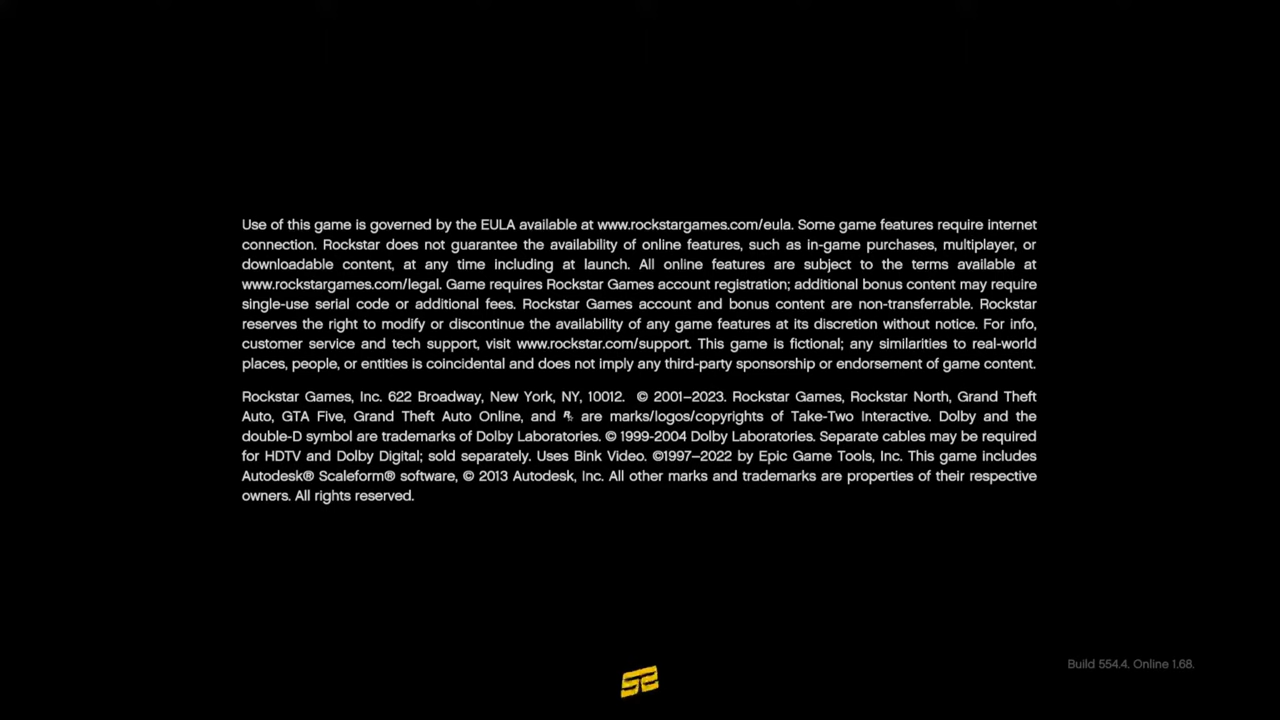 Use of this game is governed by the EULA available at www.rockstargames.com/eula. Some game features require internet
connection. Rockstar does not guarantee the availability of online features, such as in-game purchases, multiplayer, or
downloadable content, at any time including at launch. All online features are subject to the terms available at
www.rockstargames.com/legal. Game requires Rockstar Games account registration; additional bonus content may require
single-use serial code or additional fees. Rockstar Games account and bonus content are non-transferrable. Rockstar
reserves the right to modify or discontinue the availability of any game features at its discretion without notice. For info,
customer service and tech support, visit www.rockstar.com/support. This game is fictional; any similarities to real-world
places, people, or entities is coincidental and does not imply any third-party sponsorship or endorsement of game content.
Rockstar Games, Inc. 622 Broadway, New York, NY, 10012. © 2001–2023. Rockstar Games, Rockstar North, Grand Theft
Auto, GTA Five, Grand Theft Auto Online, and R* are marks/logos/copyrights of Take-Two Interactive. Dolby and the
double-D symbol are trademarks of Dolby Laboratories. © 1999-2004 Dolby Laboratories. Separate cables may be required
for HDTV and Dolby Digital; sold separately. Uses Bink Video. ©1997–2022 by Epic Game Tools, Inc. This game includes
Autodesk® Scaleform® software, © 2013 Autodesk, Inc. All other marks and trademarks are properties of their respective
owners. All rights reserved.
Build 554.4. Online 1.68.